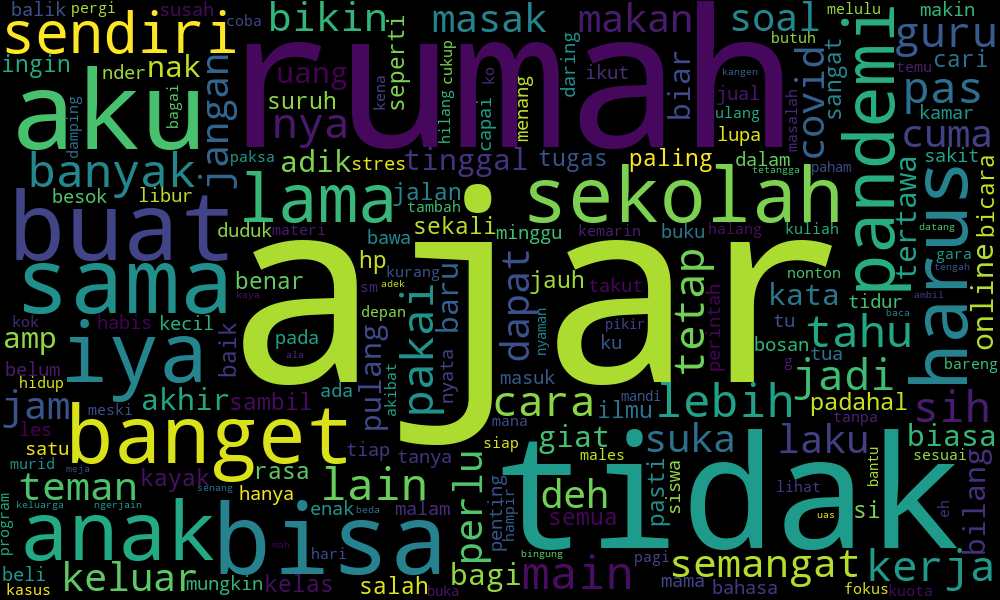 balik pergi susah coba bikin masak makan soal melulu makin
sendiri rumah guru
ingin nder nak uang seperti ikut daring butuh temu cari
aku bagai jangan suruh kena hilang cukup ko menang biar jual kangen covid sangat pandemi pas
damping nya capai ulang masalah kamar
paksa adik stres tinggal tugas paling lupa dalam tetangga paham cuma
banyak libur lama jalan sekolah sakit
besok tambah tertawa harus bicara
buat duduk materi bawa sekali minggu kemarin buku halang kuliah datang
sama benar hp kurang baru jauh takut nonton gara tengah online
kaya sm adek dapat tetap perintah kata tidur ambil
kok habis kecil depan pakai ajar tu baca
amp iya baik pada ala akibat nyata nyaman pikir ku bosan tahu
belum pulang masuk tua bareng
hidup ada mandi jadi
jam meski akhir sambil cara ilmu lebih padahal sih
les banget mana tanpa
satu tiap tanya siap giat suka laku biasa
murid meja kayak rasa males pasti siswa bantu sesuai
teman senang hanya lain perlu deh tidak lihat bilang
program keluarga ngerjain enak beda malam penting hampir semua si eh
anak mah bisa uas
hari bingung pagi
beli keluar mungkin kelas salah bagi main mama semangat kerja
kasus buka bahasa fokus kuota